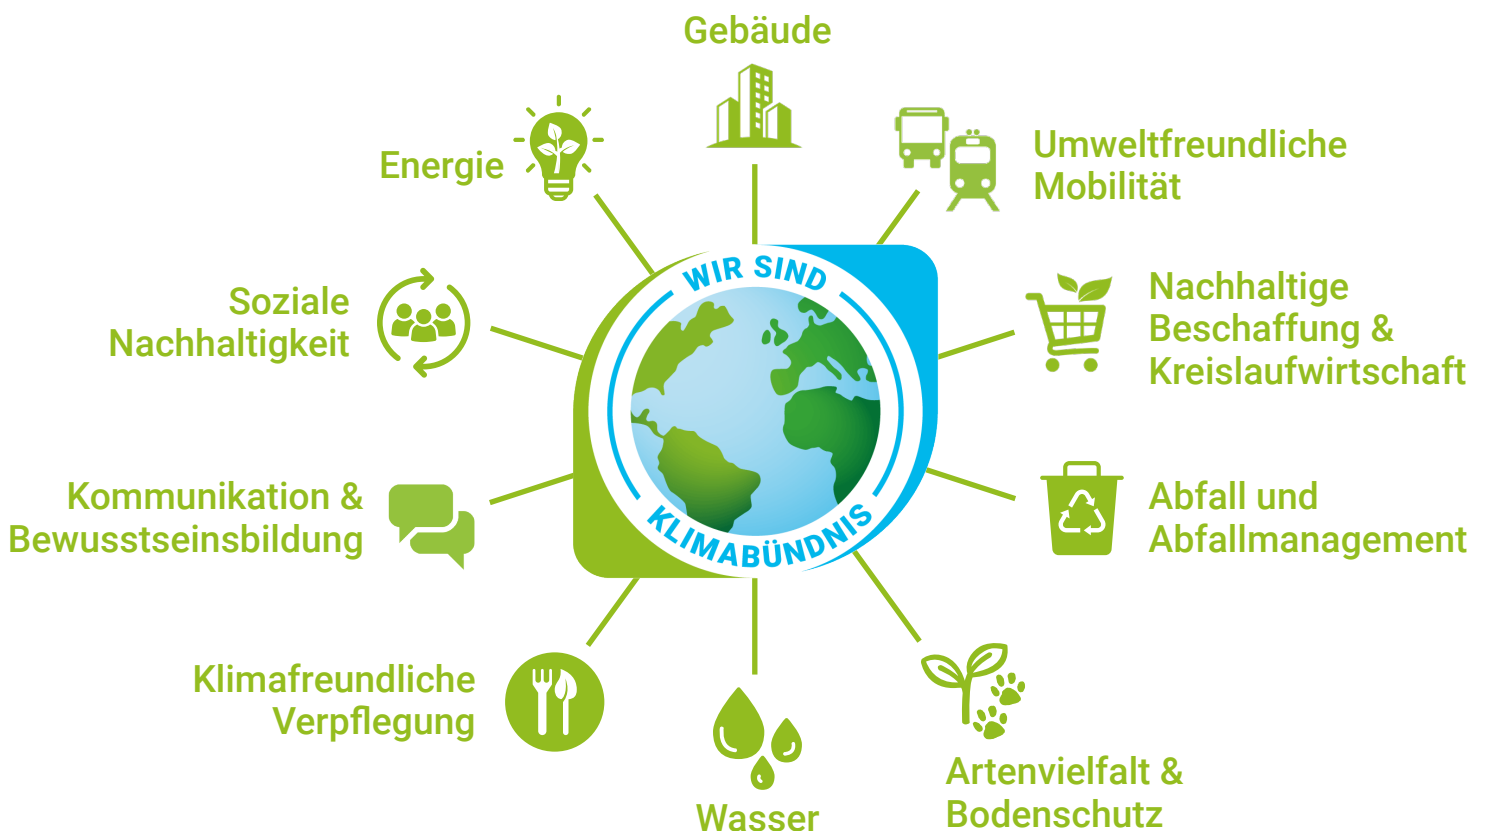 Gebäude
Umweltfreundliche
Mobilität
Nachhaltige
Beschaffung &
Kreislaufwirtschaft
Abfall und
Abfallmanagement
Artenvielfalt &
Bodenschutz
Wasser
Klimafreundliche
Verpflegung
Kommunikation &
Bewusstseinsbildung
Soziale
Nachhaltigkeit
Energie
WIR SIND
KLIMABÜNDNIS